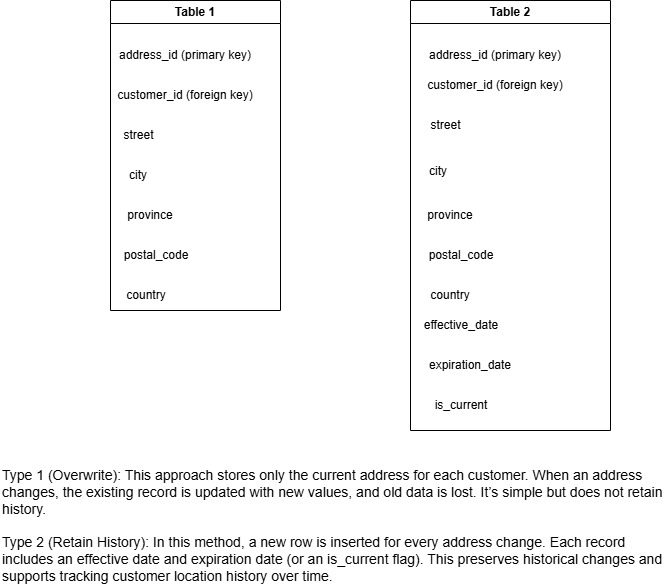 Table 1
address_id (primary key)
customer_id (foreign key)
street
city
province
postal_code
country
Table 2
address_id (primary key)
customer_id (foreign key)
street
city
province
postal_code
country
effective_date
expiration_date
is_current
Type 1 (Overwrite): This approach stores only the current address for each customer. When an address
changes, the existing record is updated with new values, and old data is lost. It’s simple but does not retain
history.
Type 2 (Retain History): In this method, a new row is inserted for every address change. Each record
includes an effective date and expiration date (or an is_current flag). This preserves historical changes and
supports tracking customer location history over time.